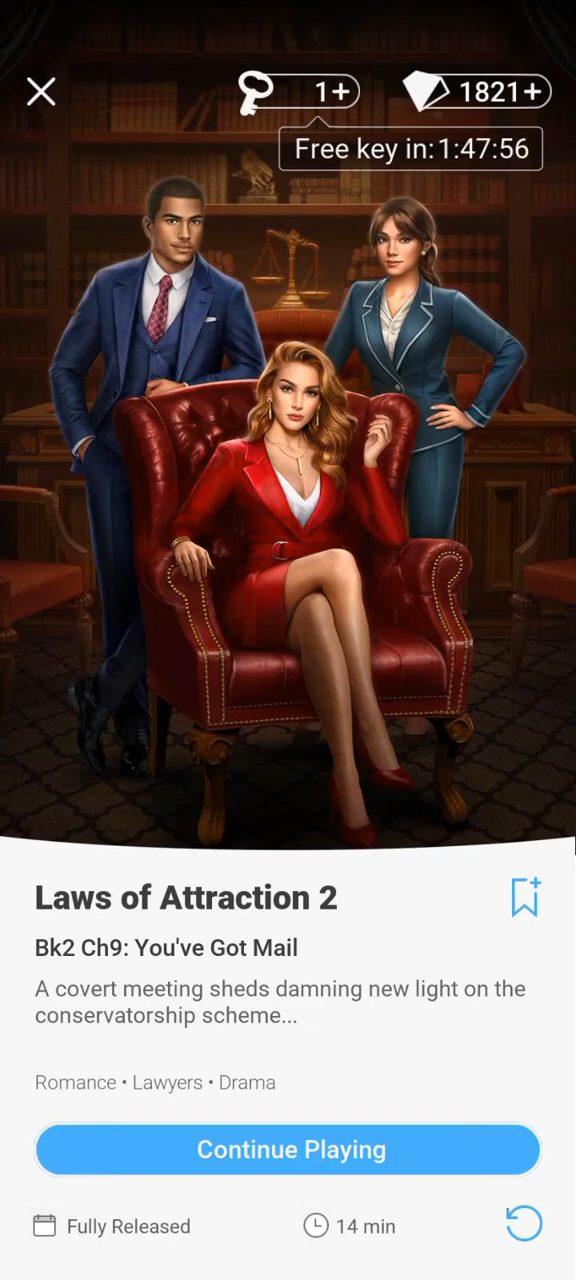 1+
1821+
Free key in: 1:47:56
Laws of Attraction 2
Bk2 Ch9: You've Got Mail
A covert meeting sheds damning new light on the
conservatorship scheme...
Romance • Lawyers • Drama
Continue Playing
Fully Released
14 min